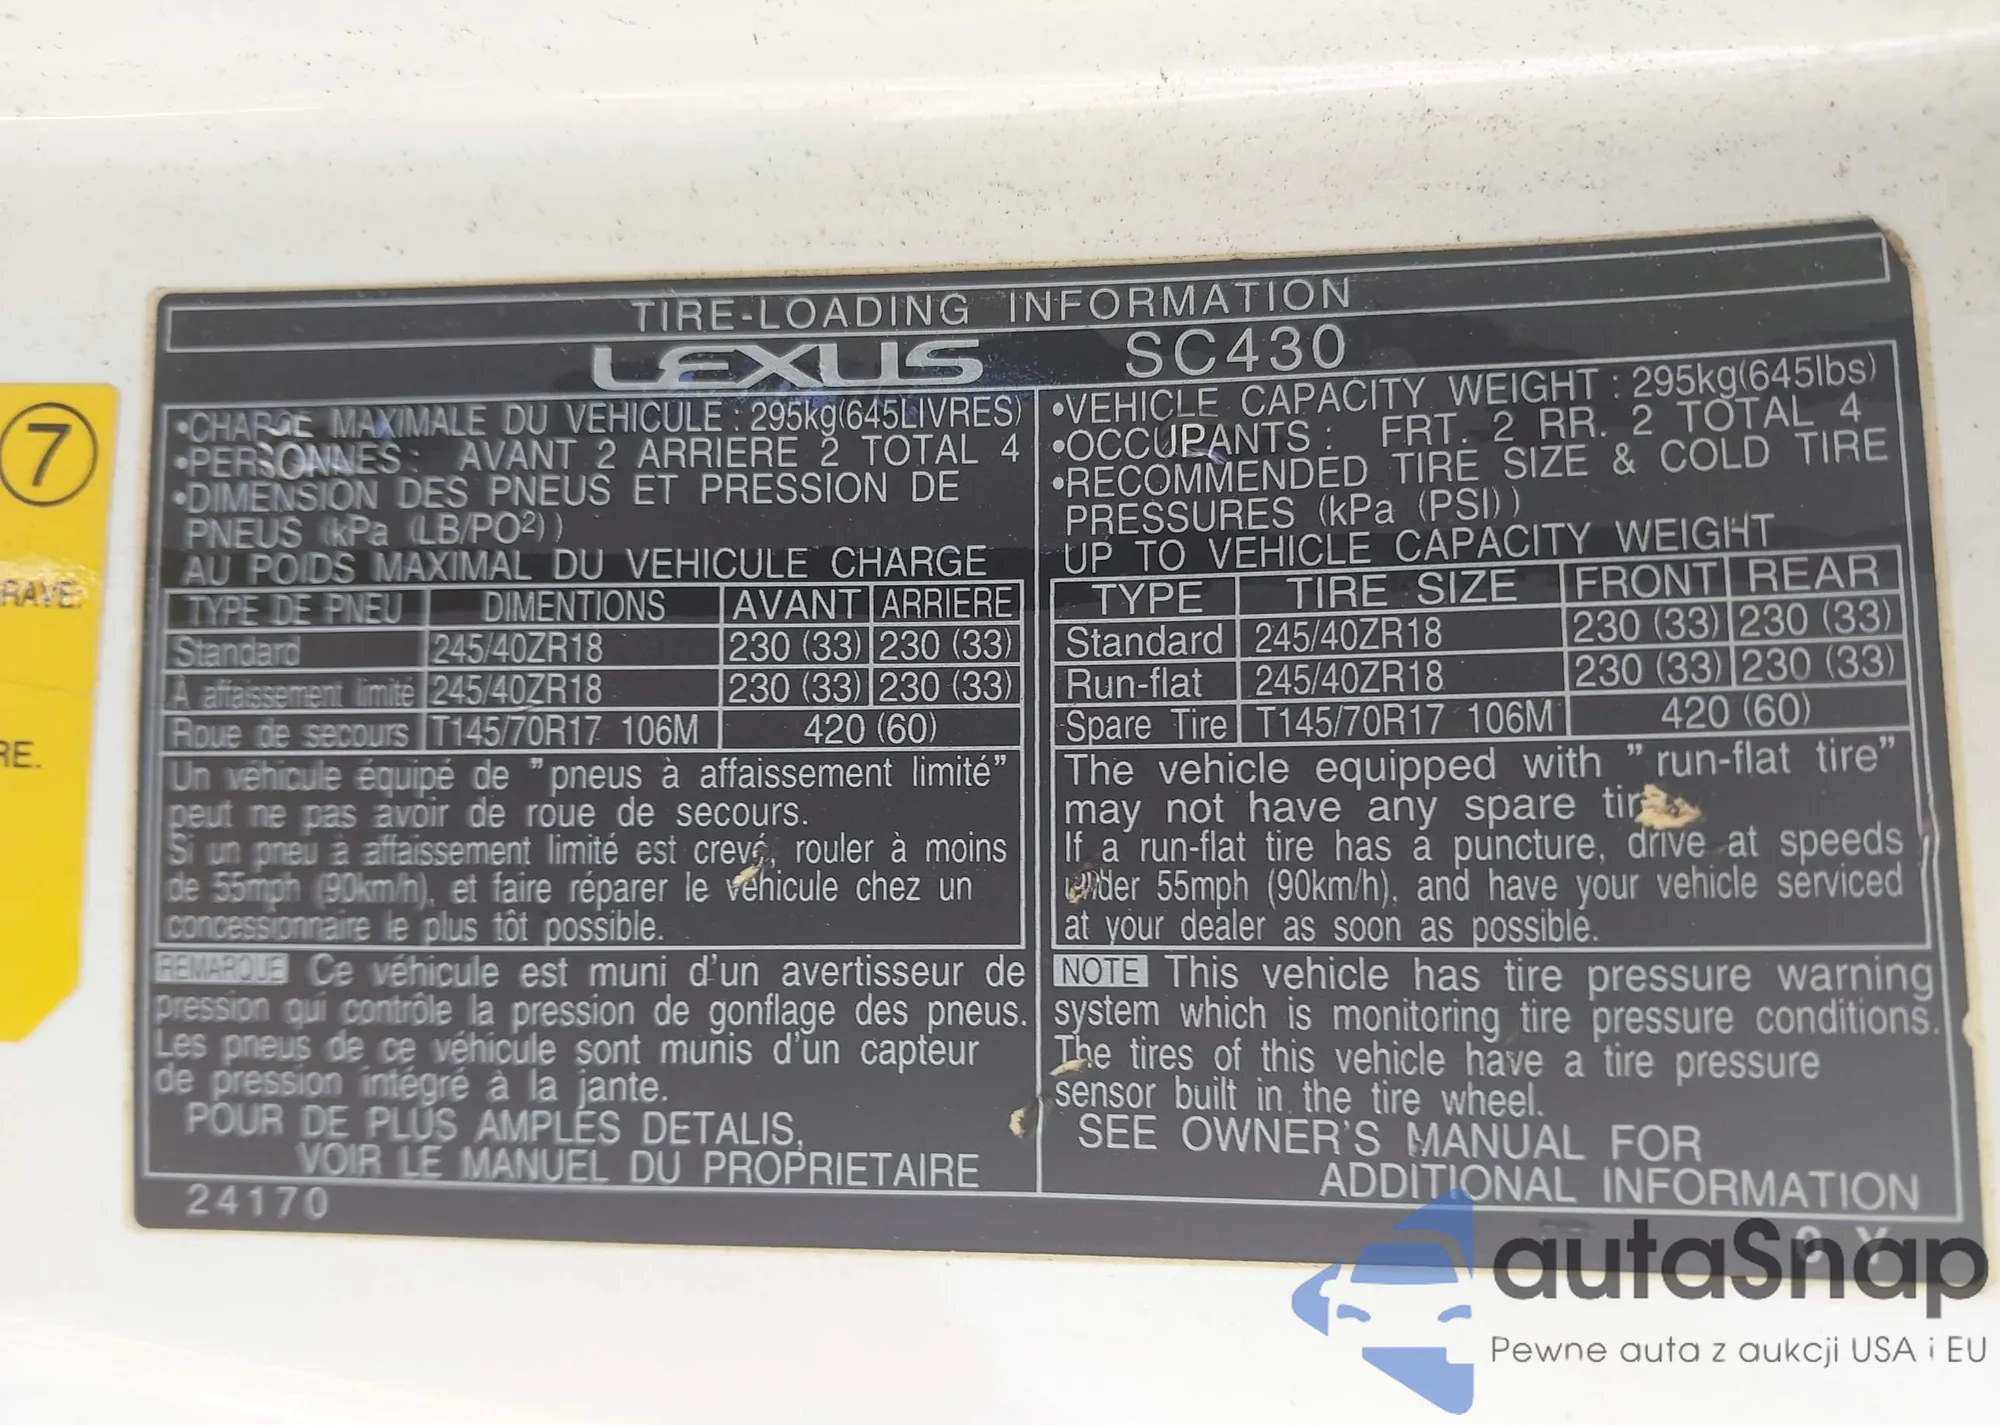 TIRE-LOADING INFORMATION
LEXUS SC430
•CHARGE MAXIMALE DU VEHICULE : 295kg(645LIVRES)
•PERSONNES: AVANT 2 ARRIERE 2 TOTAL 4
•DIMENSION DES PNEUS ET PRESSION DE
PNEUS (kPa (LB/PO²))
AU POIDS MAXIMAL DU VEHICULE CHARGE
TYPE DE PNEU DIMENTIONS AVANT ARRIERE
Standard 245/40ZR18 230 (33) 230 (33)
À affaissement limité 245/40ZR18 230 (33) 230 (33)
Roue de secours T145/70R17 106M 420 (60)
Un véhicule équipé de "pneus à affaissement limité"
peut ne pas avoir de roue de secours.
Si un pneu à affaissement limité est crevé, rouler à moins
de 55mph (90km/h), et faire réparer le véhicule chez un
concessionnaire le plus tôt possible.
REMARQUE Ce véhicule est muni d'un avertisseur de
pression qui contrôle la pression de gonflage des pneus.
Les pneus de ce véhicule sont munis d'un capteur
de pression intégré à la jante.
POUR DE PLUS AMPLES DETALIS,
VOIR LE MANUEL DU PROPRIETAIRE
24170
•VEHICLE CAPACITY WEIGHT : 295kg(645lbs)
•OCCUPANTS : FRT. 2 RR. 2 TOTAL 4
•RECOMMENDED TIRE SIZE & COLD TIRE
PRESSURES (kPa (PSI))
UP TO VEHICLE CAPACITY WEIGHT
TYPE TIRE SIZE FRONT REAR
Standard 245/40ZR18 230 (33) 230 (33)
Run-flat 245/40ZR18 230 (33) 230 (33)
Spare Tire T145/70R17 106M 420 (60)
The vehicle equipped with "run-flat tire"
may not have any spare
If a run-flat tire has a puncture, drive at speeds
under 55mph (90km/h), and have your vehicle serviced
at your dealer as soon as possible.
NOTE This vehicle has tire pressure warning
system which is monitoring tire pressure conditions.
The tires of this vehicle have a tire pressure
sensor built in the tire wheel.
SEE OWNER'S MANUAL FOR
ADDITIONAL INFORMATION
7
RAVE.
RE.
autaSnap
Pewne auta z aukcji USA i EU